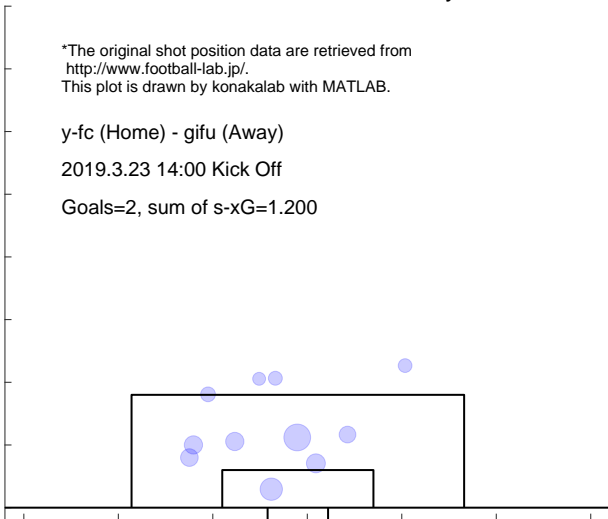 *The original shot position data are retrieved from
http://www.football-lab.jp/.
This plot is drawn by konakalab with MATLAB.
y-fc (Home) - gifu (Away)
2019.3.23 14:00 Kick Off
Goals=2, sum of s-xG=1.200